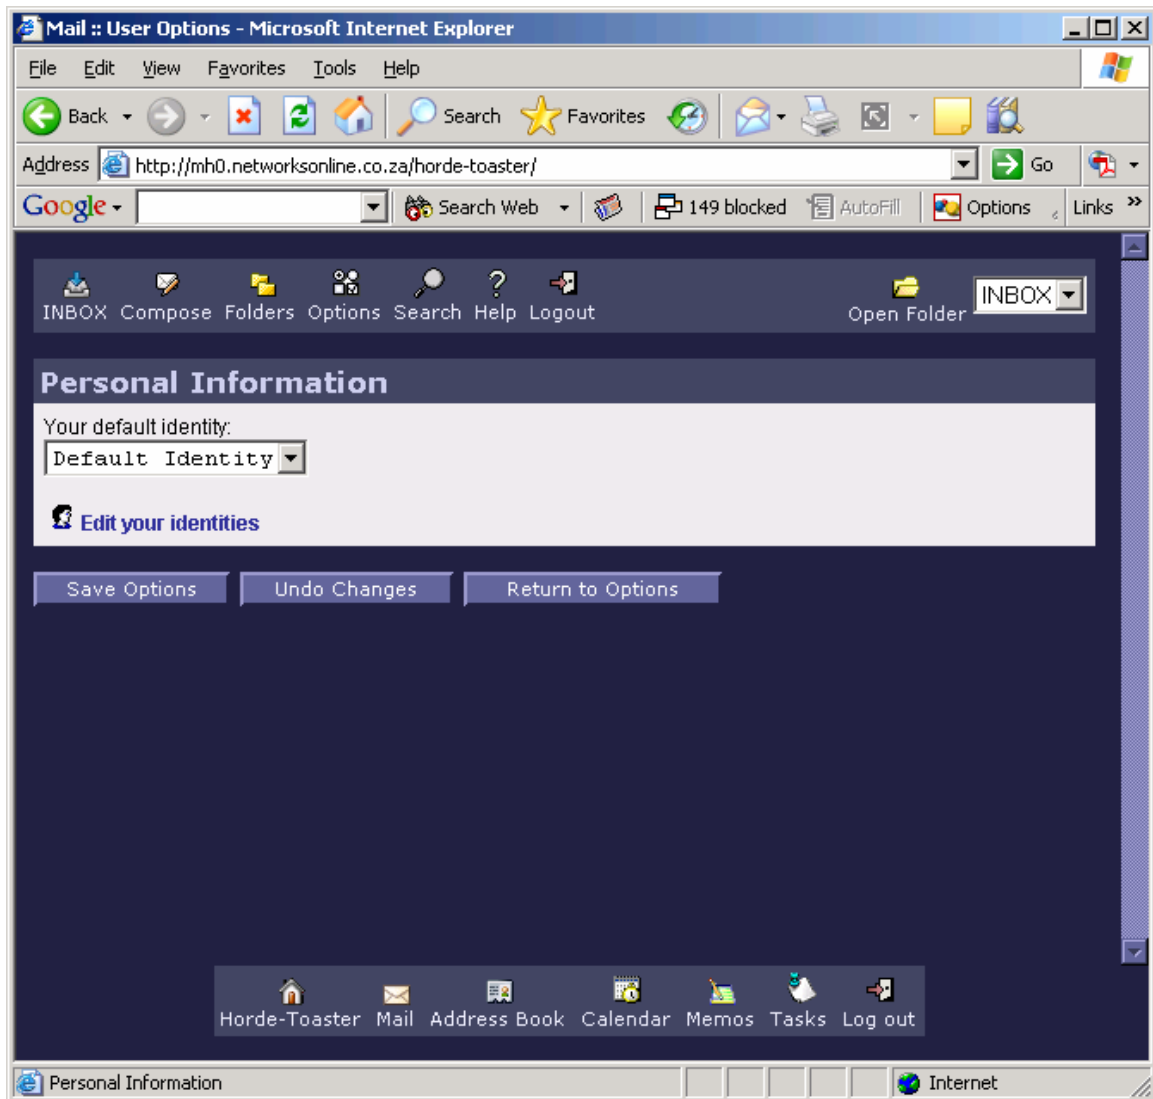 Mail :: User Options - Microsoft Internet Explorer
File Edit View Favorites Tools Help
Back Search Favorites
Address http://mh0.networksonline.co.za/horde-toaster/ Go
Google Search Web 149 blocked AutoFill Options Links »
INBOX Compose Folders Options Search Help Logout Open Folder INBOX
Personal Information
Your default identity:
Default Identity
Edit your identities
Save Options Undo Changes Return to Options
Horde-Toaster Mail Address Book Calendar Memos Tasks Log out
Personal Information Internet